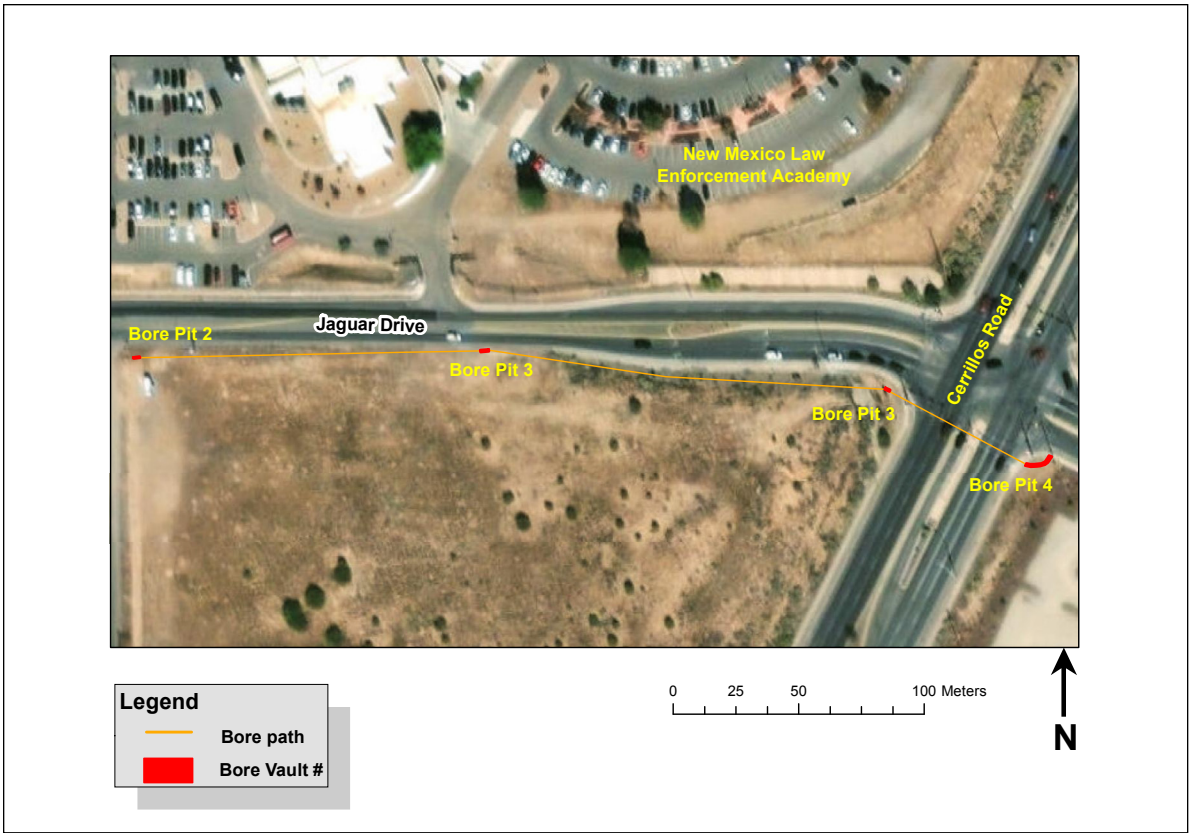 New Mexico Law
Enforcement Academy
Jaguar Drive
Bore Pit 2
Bore Pit 3
Cerrillos Road
Bore Pit 3
Bore Pit 4
Legend
Bore path
Bore Vault #
0 25 50 100 Meters
N